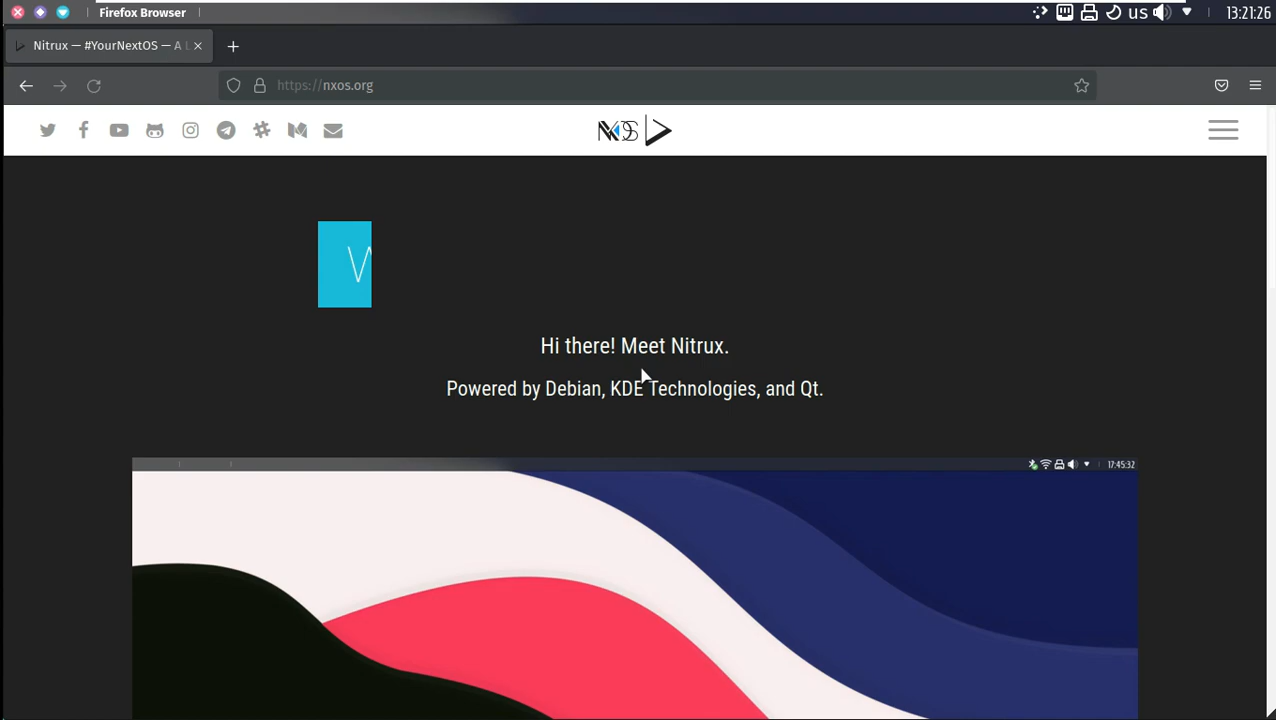 Firefox Browser
us
13:21:26
Nitrux — #YourNextOS — A L
https://nxos.org
NXOS
W
Hi there! Meet Nitrux.
Powered by Debian, KDE Technologies, and Qt.
17:45:32